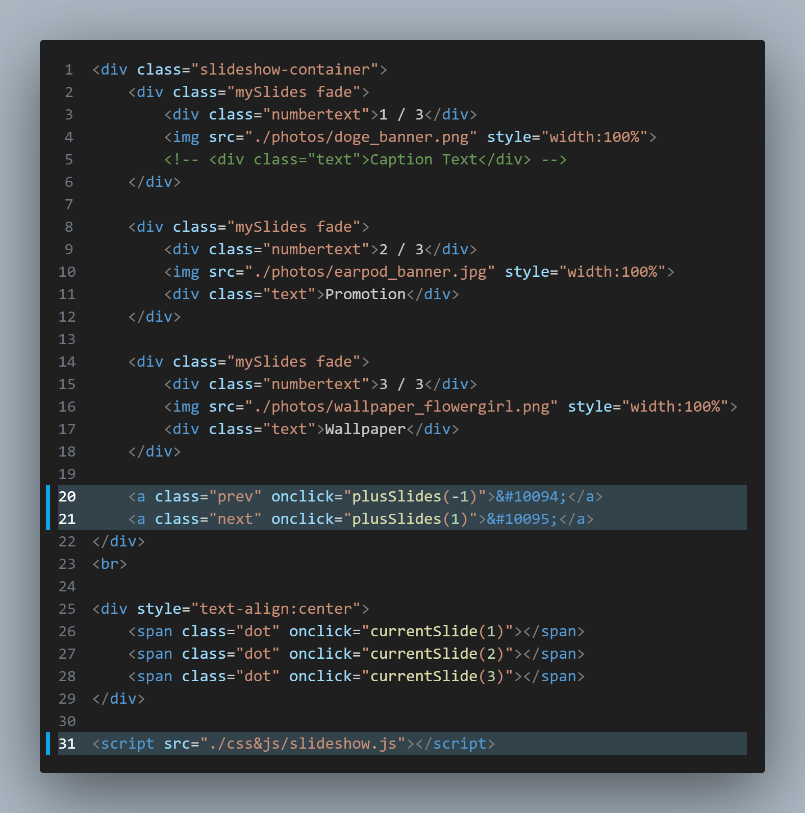 1 <div class="slideshow-container">
2     <div class="mySlides fade">
3         <div class="numbertext">1 / 3</div>
4         <img src="./photos/doge_banner.png" style="width:100%">
5         <!-- <div class="text">Caption Text</div> -->
6     </div>
7
8     <div class="mySlides fade">
9         <div class="numbertext">2 / 3</div>
10         <img src="./photos/earpod_banner.jpg" style="width:100%">
11         <div class="text">Promotion</div>
12     </div>
13
14     <div class="mySlides fade">
15         <div class="numbertext">3 / 3</div>
16         <img src="./photos/wallpaper_flowergirl.png" style="width:100%">
17         <div class="text">Wallpaper</div>
18     </div>
19
20     <a class="prev" onclick="plusSlides(-1)">&#10094;</a>
21     <a class="next" onclick="plusSlides(1)">&#10095;</a>
22 </div>
23 <br>
24
25 <div style="text-align:center">
26     <span class="dot" onclick="currentSlide(1)"></span>
27     <span class="dot" onclick="currentSlide(2)"></span>
28     <span class="dot" onclick="currentSlide(3)"></span>
29 </div>
30
31 <script src="./css&js/slideshow.js"></script>